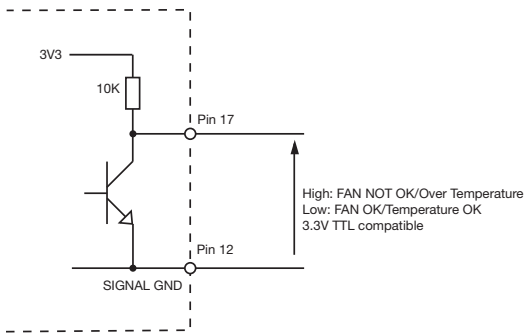 3V3
10K
Pin 17
High: FAN NOT OK/Over Temperature
Low: FAN OK/Temperature OK
3.3V TTL compatible
Pin 12
SIGNAL GND